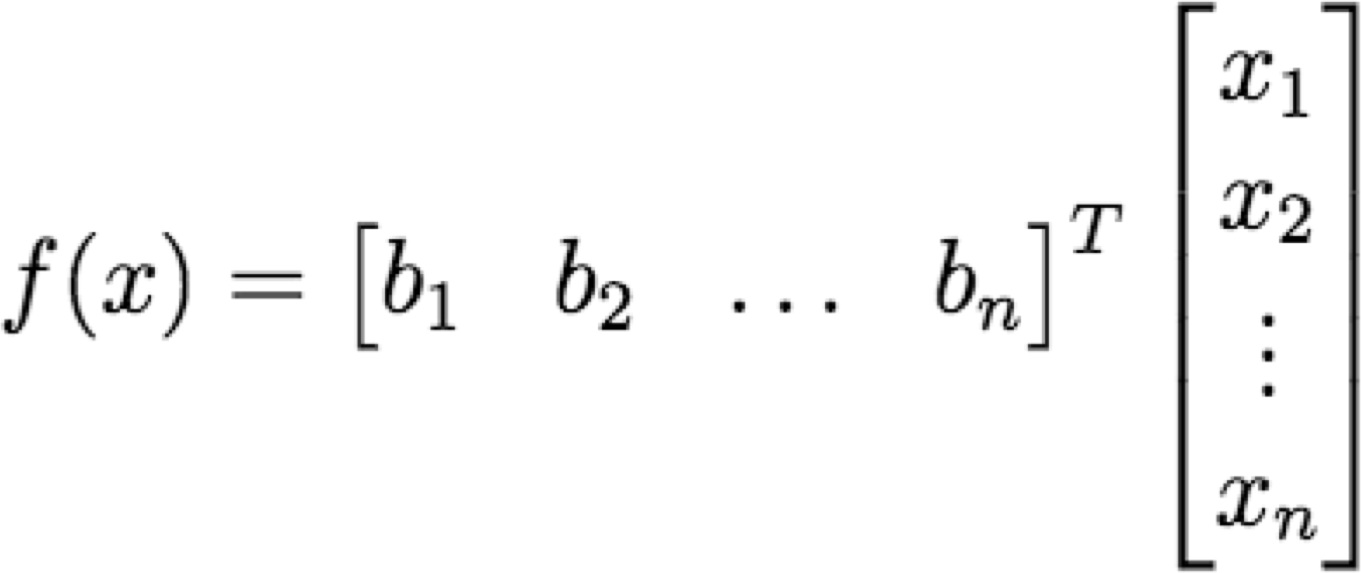 f(x) = [b₁ b₂ … bₙ]ᵀ [x₁ x₂ ⋮ xₙ]